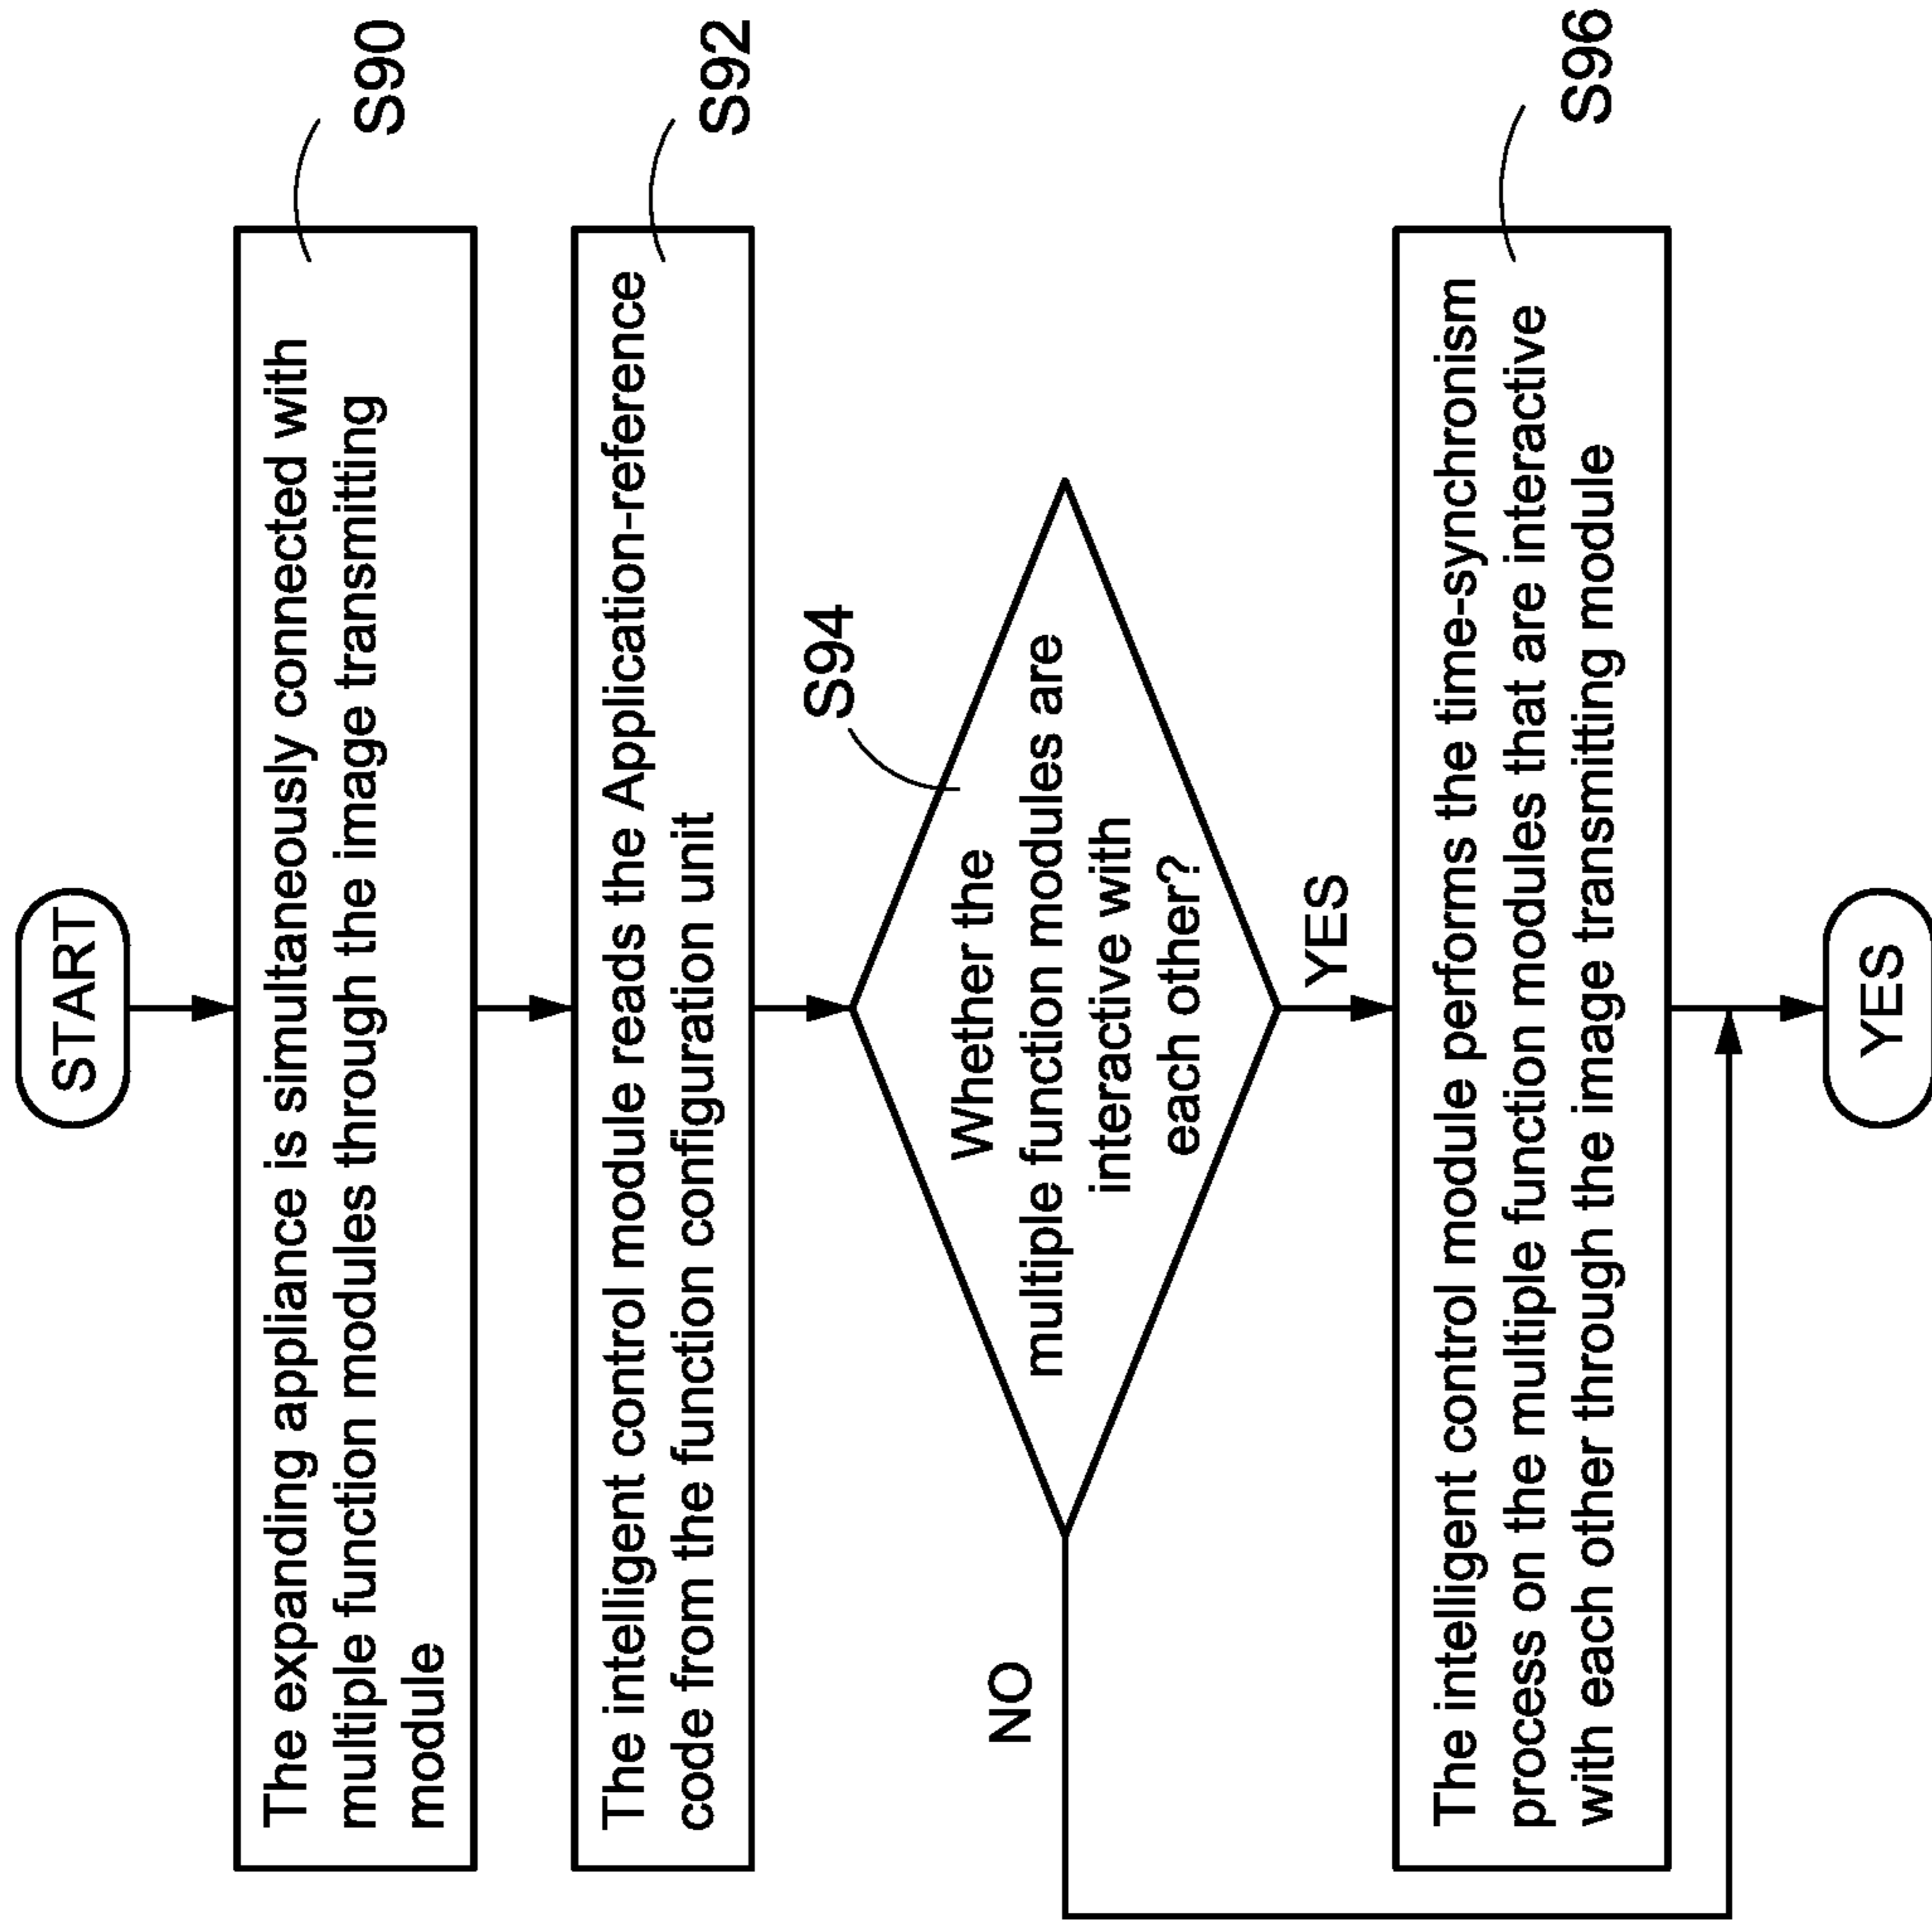 START
The expanding appliance is simultaneously connected with
multiple function modules through the image transmitting
module
S90
The intelligent control module reads the Application-reference
code from the function configuration unit
S92
S94
Whether the
multiple function modules are
interactive with
each other?
NO
YES
The intelligent control module performs the time-synchronism
process on the multiple function modules that are interactive
with each other through the image transmitting module
S96
YES